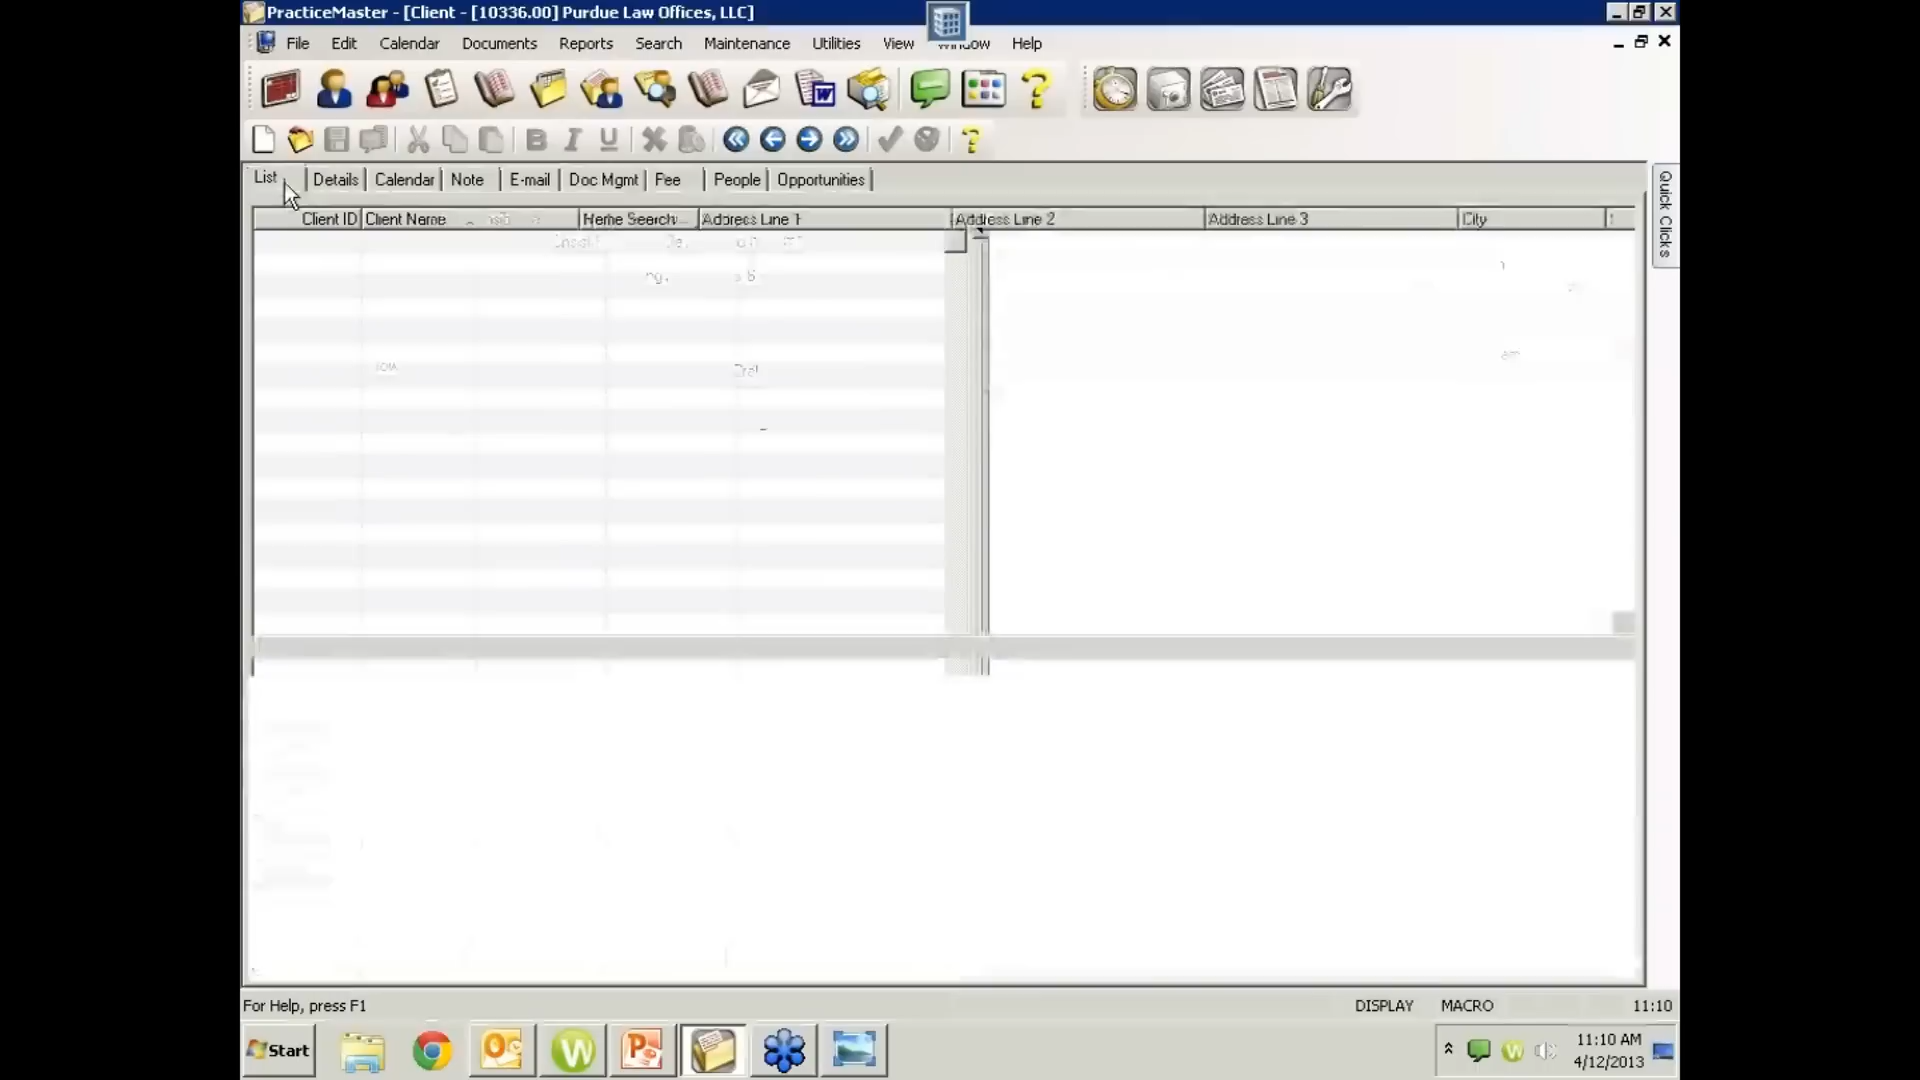 PracticeMaster - [Client - [10336.00] Purdue Law Offices, LLC]
File Edit Calendar Documents Reports Search Maintenance Utilities View Window Help
List Details Calendar Note E-mail Doc Mgmt Fee People Opportunities
Client ID Client Name Search Address Line 1 Address Line 2 Address Line 3 City
Quick Clicks
For Help, press F1 DISPLAY MACRO 11:10
Start
11:10 AM
4/12/2013